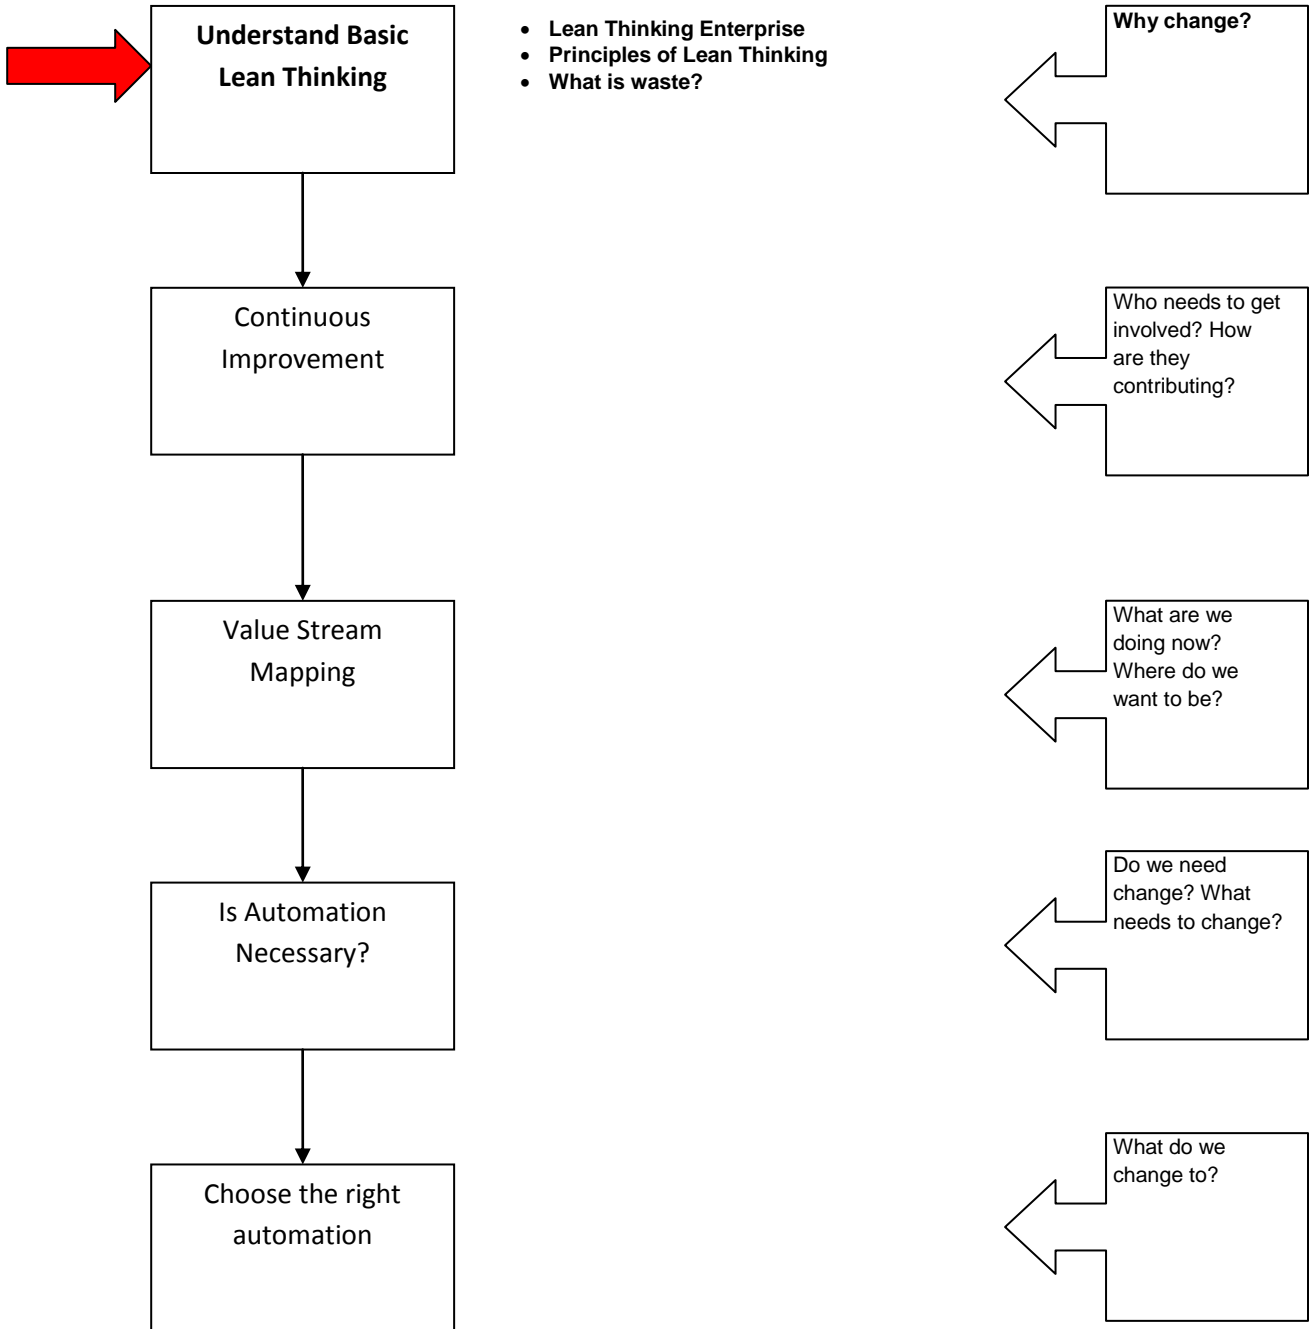 Understand Basic
Lean Thinking
• Lean Thinking Enterprise
• Principles of Lean Thinking
• What is waste?
Why change?
Continuous
Improvement
Who needs to get
involved? How
are they
contributing?
Value Stream
Mapping
What are we
doing now?
Where do we
want to be?
Is Automation
Necessary?
Do we need
change? What
needs to change?
Choose the right
automation
What do we
change to?